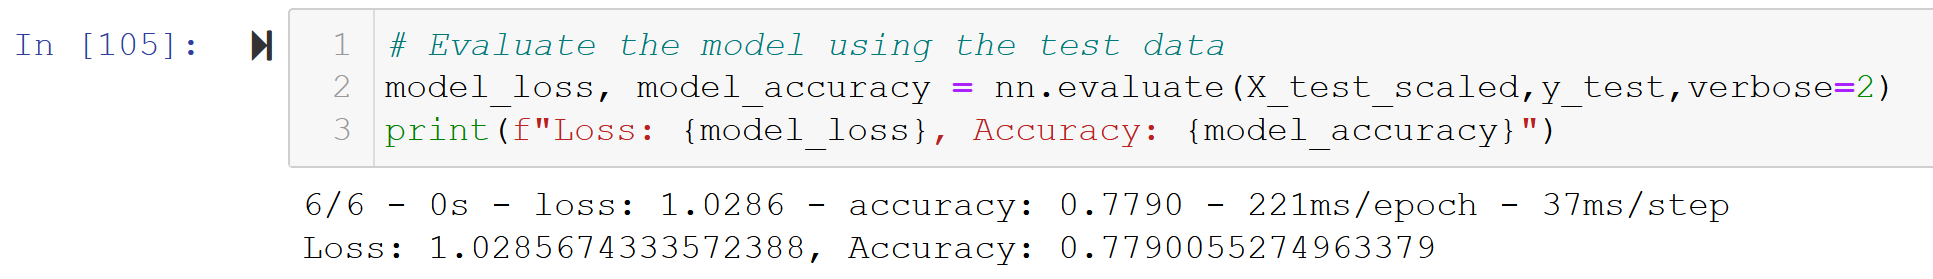 In [105]:
1 # Evaluate the model using the test data
2 model_loss, model_accuracy = nn.evaluate(X_test_scaled,y_test,verbose=2)
3 print(f"Loss: {model_loss}, Accuracy: {model_accuracy}")
6/6 - 0s - loss: 1.0286 - accuracy: 0.7790 - 221ms/epoch - 37ms/step
Loss: 1.0285674333572388, Accuracy: 0.7790055274963379